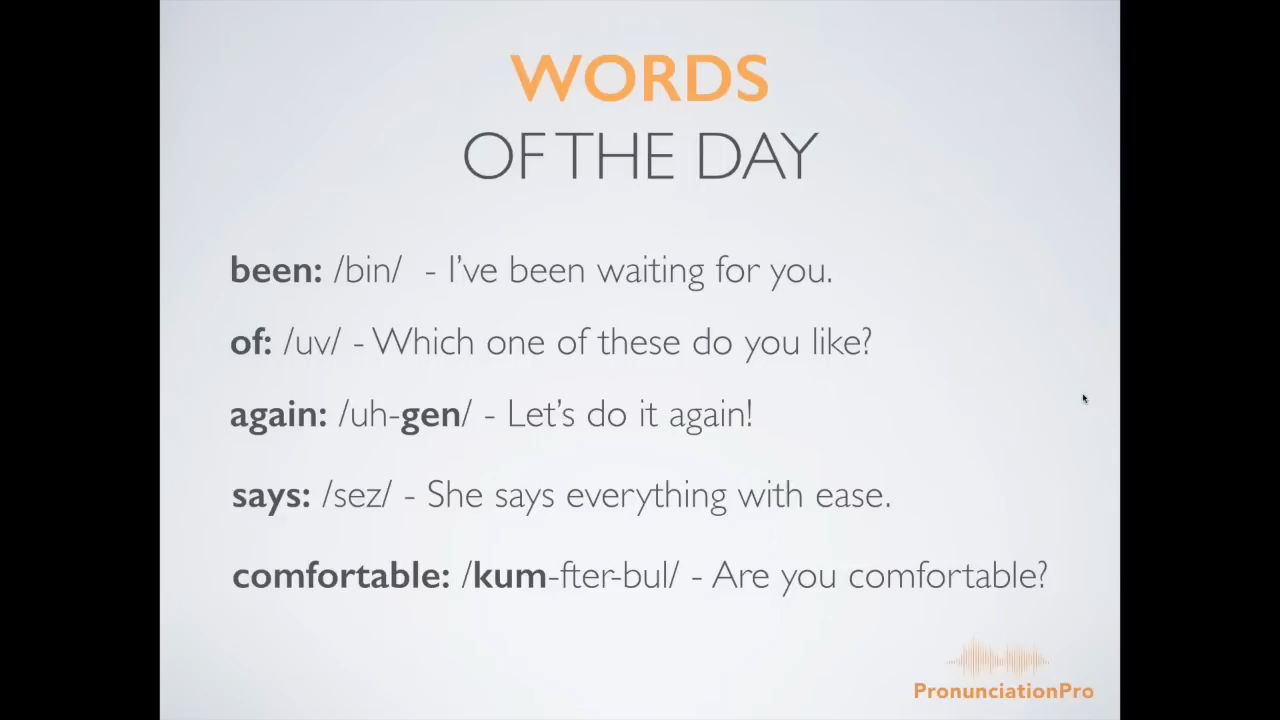 WORDS
OF THE DAY
been: /bin/ - I've been waiting for you.
of: /uv/ - Which one of these do you like?
again: /uh-gen/ - Let's do it again!
says: /sez/ - She says everything with ease.
comfortable: /kum-fter-bul/ - Are you comfortable?
PronunciationPro